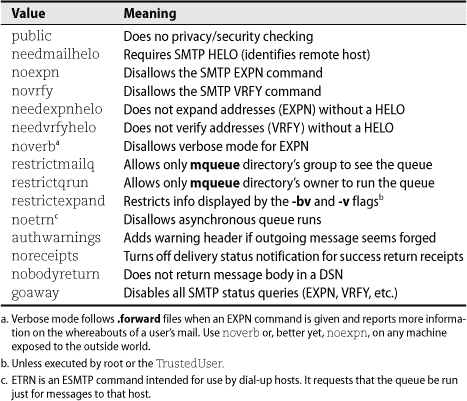 Value Meaning
public Does no privacy/security checking
needmailhelo Requires SMTP HELO (identifies remote host)
noexpn Disallows the SMTP EXPN command
novrfy Disallows the SMTP VRFY command
needexpnhelo Does not expand addresses (EXPN) without a HELO
needvrfyhelo Does not verify addresses (VRFY) without a HELO
noverba Disallows verbose mode for EXPN
restrictmailq Allows only mqueue directory's group to see the queue
restrictqrun Allows only mqueue directory's owner to run the queue
restrictexpand Restricts info displayed by the -bv and -v flagsb
noetrnc Disallows asynchronous queue runs
authwarnings Adds warning header if outgoing message seems forged
noreceipts Turns off delivery status notification for success return receipts
nobodyreturn Does not return message body in a DSN
goaway Disables all SMTP status queries (EXPN, VRFY, etc.)
a. Verbose mode follows .forward files when an EXPN command is given and reports more informa-
tion on the whereabouts of a user's mail. Use noverb or, better yet, noexpn, on any machine
exposed to the outside world.
b. Unless executed by root or the TrustedUser.
c. ETRN is an ESMTP command intended for use by dial-up hosts. It requests that the queue be run
just for messages to that host.